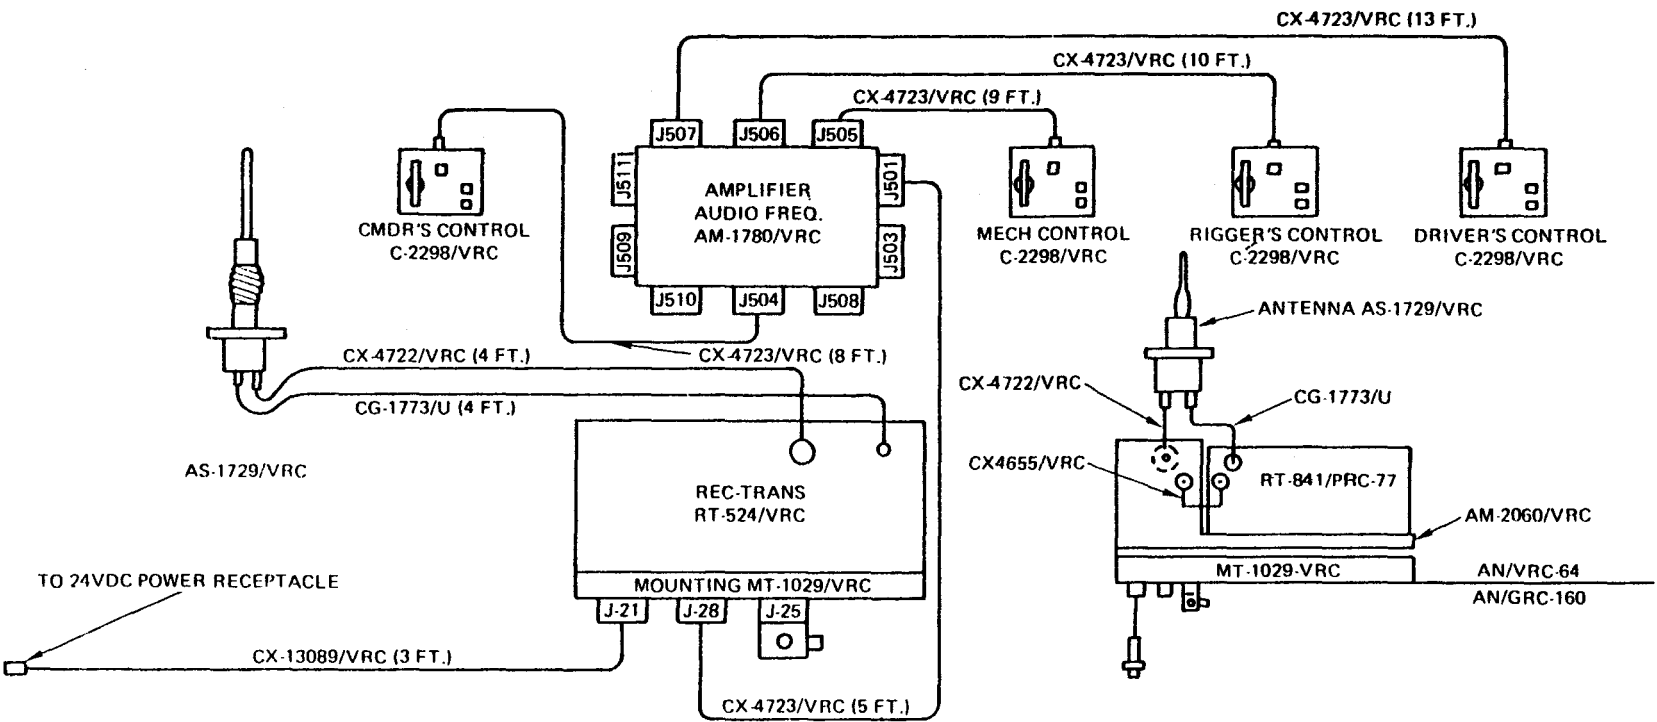 CX-4723/VRC (13 FT.)
CX-4723/VRC (10 FT.)
CX-4723/VRC (9 FT.)
J507
J506
J505
J511
J501
AMPLIFIER
AUDIO FREQ.
AM-1780/VRC
J509
J503
J510
J504
J508
CMDR'S CONTROL
C-2298/VRC
MECH CONTROL
C-2298/VRC
RIGGER'S CONTROL
C-2298/VRC
DRIVER'S CONTROL
C-2298/VRC
ANTENNA AS-1729/VRC
CX-4722/VRC (4 FT.)
CX-4723/VRC (8 FT.)
CG-1773/U (4 FT.)
AS-1729/VRC
CX-4722/VRC
CG-1773/U
CX4655/VRC
RT-841/PRC-77
REC-TRANS
RT-524/VRC
AM-2060/VRC
MOUNTING MT-1029/VRC
MT-1029-VRC
AN/VRC-64
AN/GRC-160
TO 24VDC POWER RECEPTACLE
J-21
J-28
J-25
CX-13089/VRC (3 FT.)
CX-4723/VRC (5 FT.)